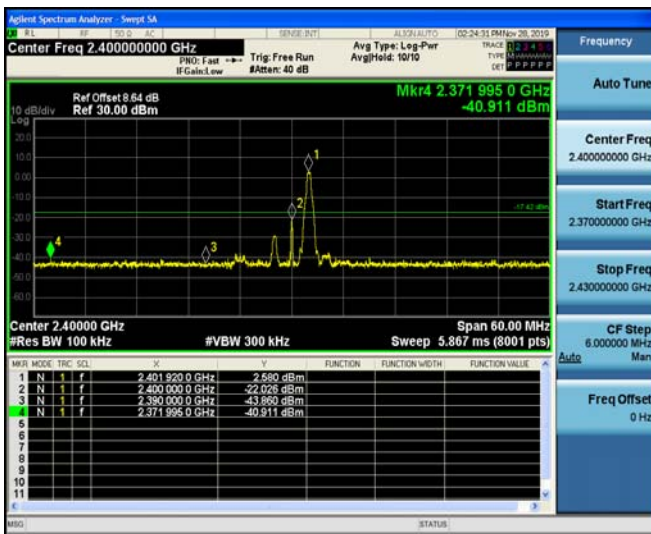 Agilent Spectrum Analyzer - Swept SA
RL RF 50 Ω AC SENSE:INT ALIGN AUTO 02:24:31 PM Nov 28, 2019
Center Freq 2.400000000 GHz
PNO: Fast
IFGain:Low
Trig: Free Run
#Atten: 40 dB
Avg Type: Log-Pwr
Avg|Hold: 10/10
TRACE 1 2 3 4 5 6
TYPE M
DET P P P P P P
Ref Offset 8.64 dB
10 dB/div Ref 30.00 dBm
Log
Mkr4 2.371 995 0 GHz
-40.911 dBm
20.0
10.0
0.00
-10.0
-20.0
-30.0
-40.0
-50.0
-60.0
1
2
3
4
-17.42 dBm
Center 2.40000 GHz Span 60.00 MHz
#Res BW 100 kHz #VBW 300 kHz Sweep 5.867 ms (8001 pts)
MKR MODE TRC SCL X Y FUNCTION FUNCTION WIDTH FUNCTION VALUE
1 N 1 f 2.401 920 0 GHz 2.580 dBm
2 N 1 f 2.400 000 0 GHz -22.026 dBm
3 N 1 f 2.390 000 0 GHz -43.860 dBm
4 N 1 f 2.371 995 0 GHz -40.911 dBm
5
6
7
8
9
10
11
MSG STATUS
Frequency
Auto Tune
Center Freq
2.400000000 GHz
Start Freq
2.370000000 GHz
Stop Freq
2.430000000 GHz
CF Step
6.000000 MHz
Auto Man
Freq Offset
0 Hz